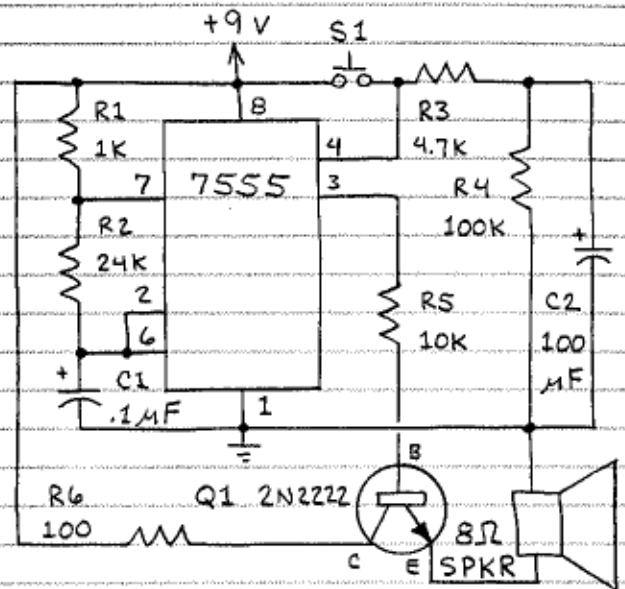 +9 V
S1
R1
1K
8
7555
4
3
7
R3
4.7K
R4
100K
R2
24K
2
6
+
C1
.1µF
1
R5
10K
+
C2
100
µF
B
R6
100
Q1 2N2222
C
E
8Ω
SPKR